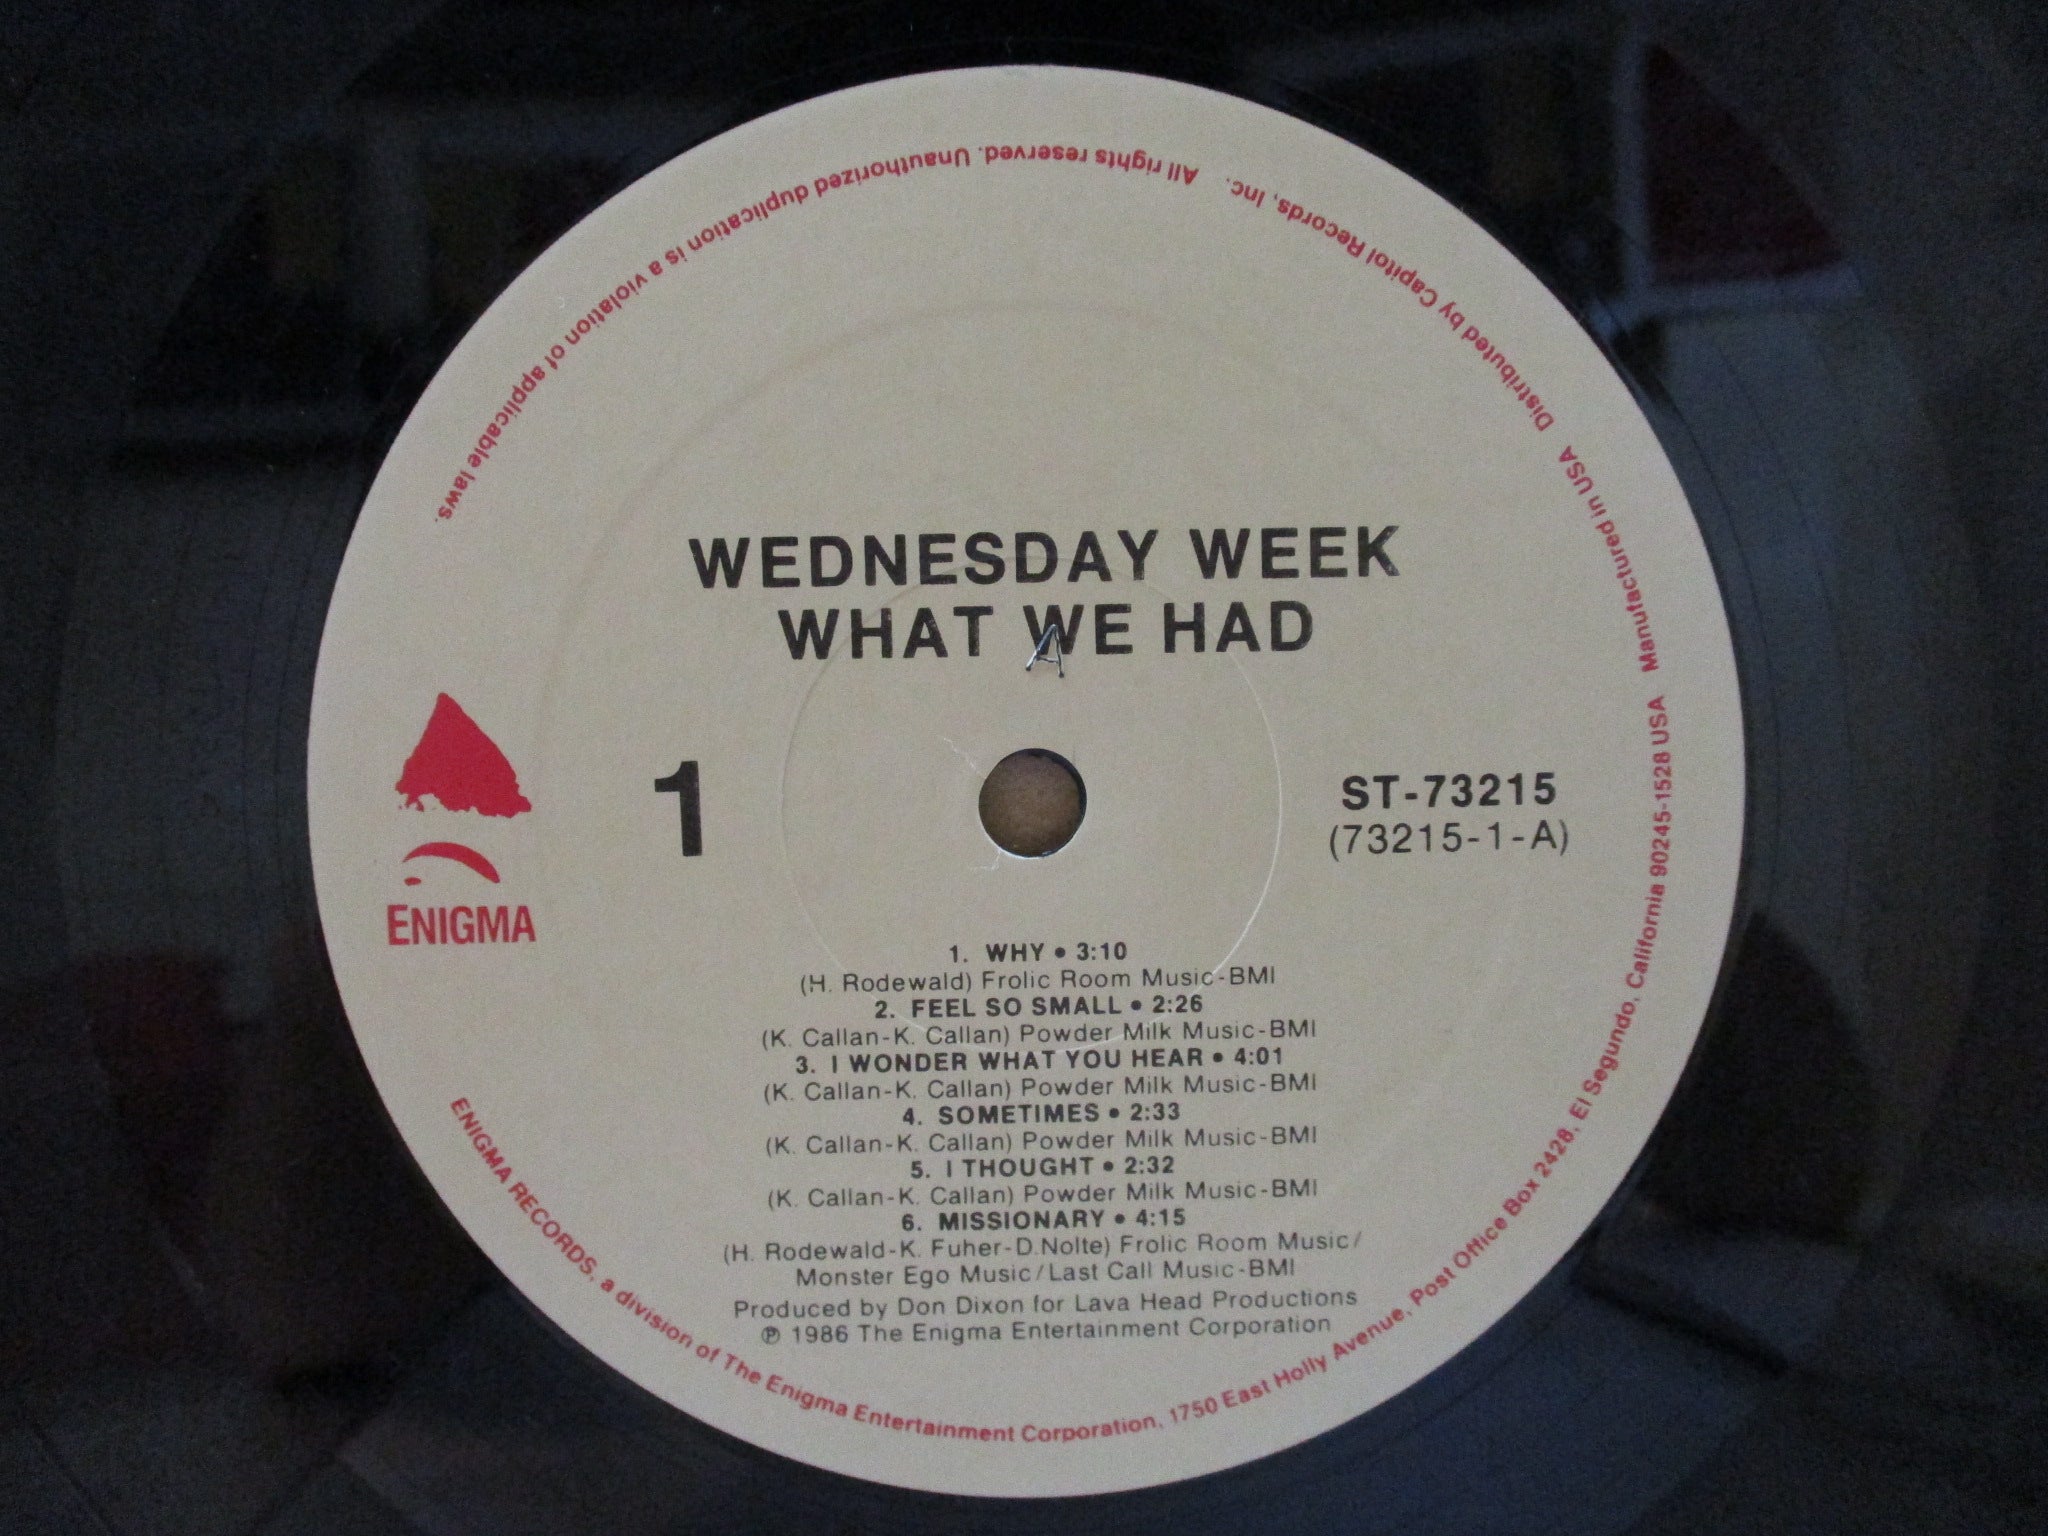 WEDNESDAY WEEK
WHAT WE HAD
A
1
ST-73215
(73215-1-A)
ENIGMA
1. WHY • 3:10
(H. Rodewald) Frolic Room Music-BMI
2. FEEL SO SMALL • 2:26
(K. Callan-K. Callan) Powder Milk Music-BMI
3. I WONDER WHAT YOU HEAR • 4:01
(K. Callan-K. Callan) Powder Milk Music-BMI
4. SOMETIMES • 2:33
(K. Callan-K. Callan) Powder Milk Music-BMI
5. I THOUGHT • 2:32
(K. Callan-K. Callan) Powder Milk Music-BMI
6. MISSIONARY • 4:15
(H. Rodewald-K. Fuher-D.Nolte) Frolic Room Music/
Monster Ego Music/Last Call Music-BMI
Produced by Don Dixon for Lava Head Productions
℗ 1986 The Enigma Entertainment Corporation
ENIGMA RECORDS, a division of The Enigma Entertainment Corporation, 1750 East Holly Avenue, Post Office Box 2428, El Segundo, California 90245-1528 USA Manufactured in USA Distributed by Capitol Records, Inc. All rights reserved. Unauthorized duplication is a violation of applicable laws.